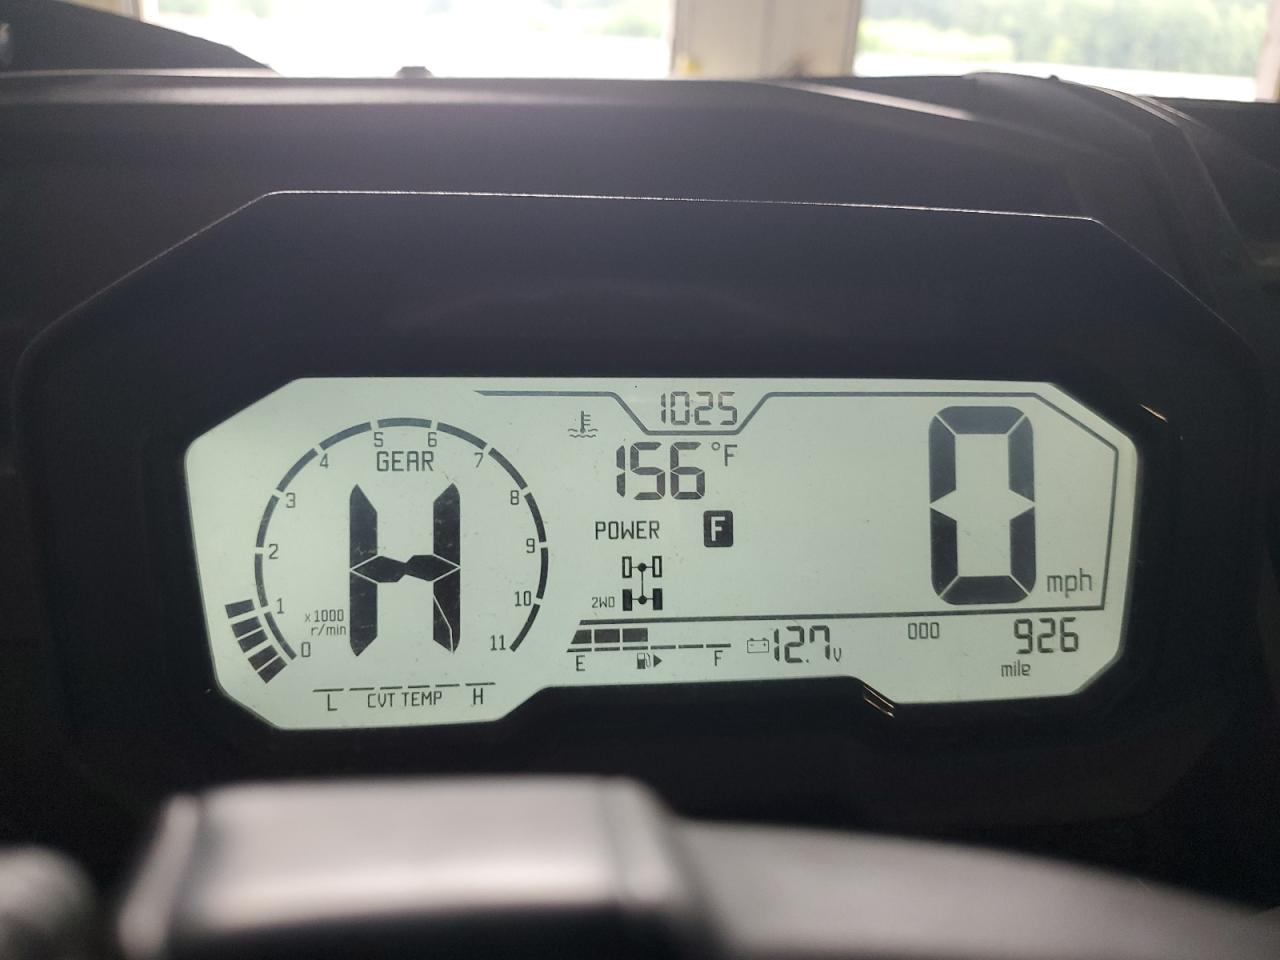 1025
156 °F
POWER F
2WD
GEAR
H
0 1 2 3 4 5 6 7 8 9 10 11
x1000
r/min
L CVT TEMP H
E F
12.7 V
0 mph
000 926
mile